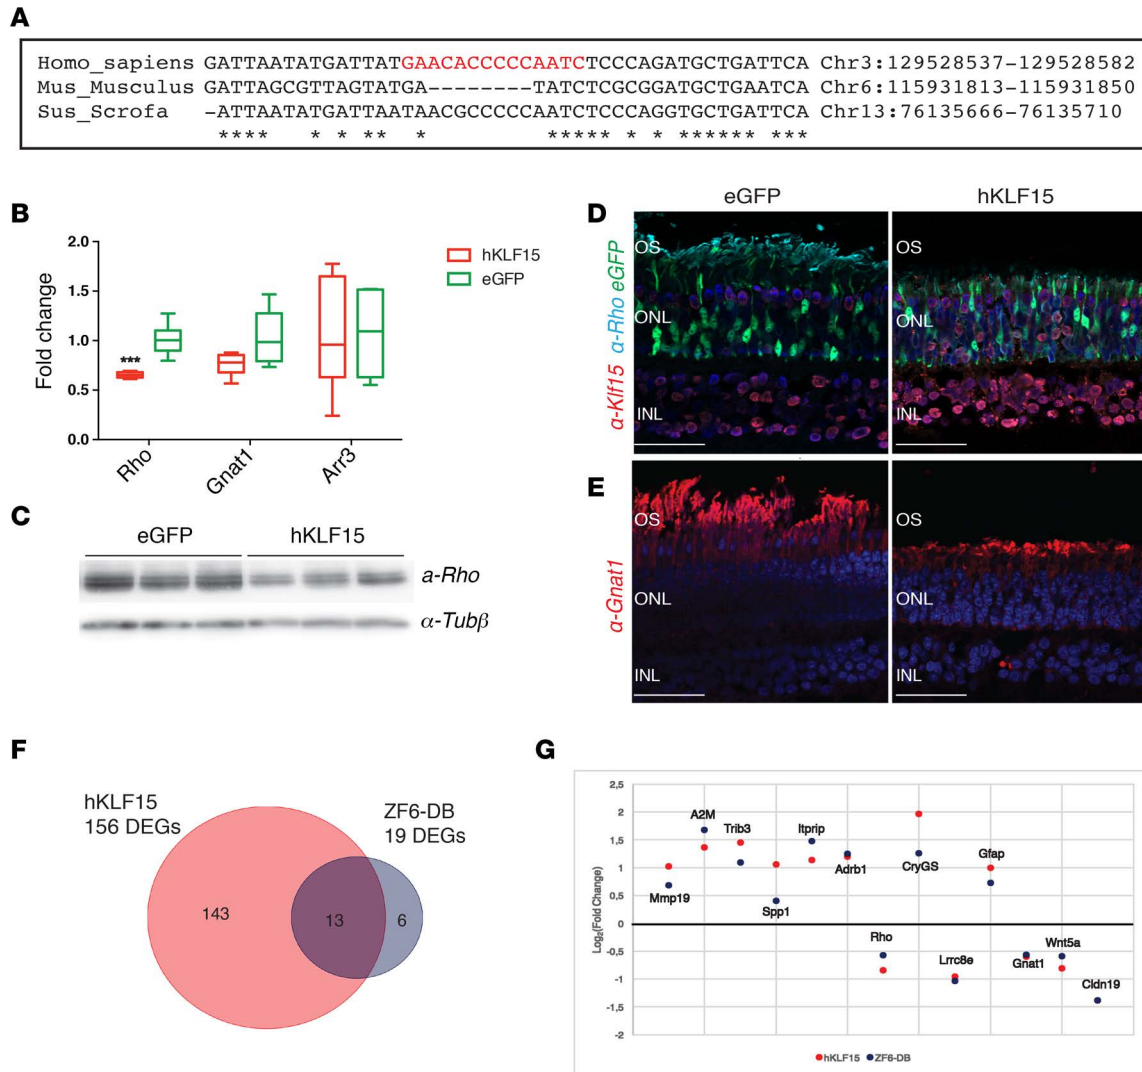 A
Homo_sapiens GATTAATATGATTATGAACACCCCCAATCTCCCAGATGCTGATTCA Chr3:129528537-129528582
Mus_Musculus GATTAGCGTTAGTATGA--------TATCTCGCGGATGCTGAATCA Chr6:115931813-115931850
Sus_Scrofa -ATTAATATGATTAATAACGCCCCCAATCTCCCAGGTGCTGATTCA Chr13:76135666-76135710
**** * * ** * ***** * ****** ***
B
Fold change
2.0
1.5
1.0
0.5
0.0
***
hKLF15
eGFP
Rho
Gnat1
Arr3
C
eGFP hKLF15
a-Rho
α-Tubβ
D
eGFP hKLF15
α-Klf15 α-Rho eGFP
OS
ONL
INL
OS
ONL
INL
E
α-Gnat1
OS
ONL
INL
OS
ONL
INL
F
hKLF15
156 DEGs
ZF6-DB
19 DEGs
143
13
6
G
Log2(Fold Change)
2,5
2
1,5
1
0,5
0
-0,5
-1
-1,5
-2
Mmp19
A2M
Trib3
Spp1
Itprip
Adrb1
Rho
CryGS
Lrrc8e
Gfap
Gnat1
Wnt5a
Cldn19
hKLF15 ZF6-DB